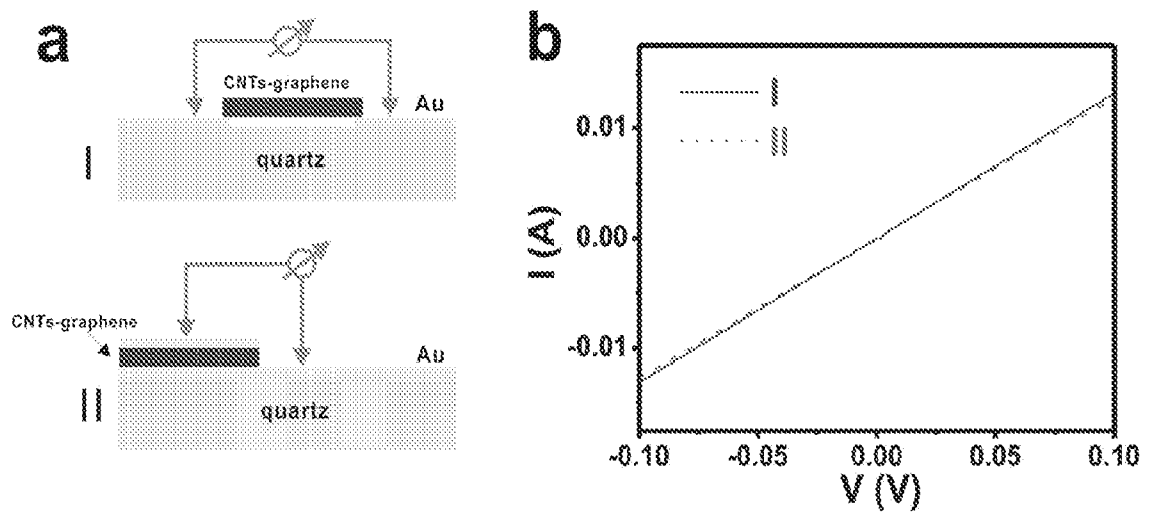 a
CNTs-graphene
Au
quartz
I
CNTs-graphene
Au
quartz
II
b
I
II
0.01
0.00
-0.01
I (A)
-0.10
-0.05
0.00
0.05
0.10
V (V)